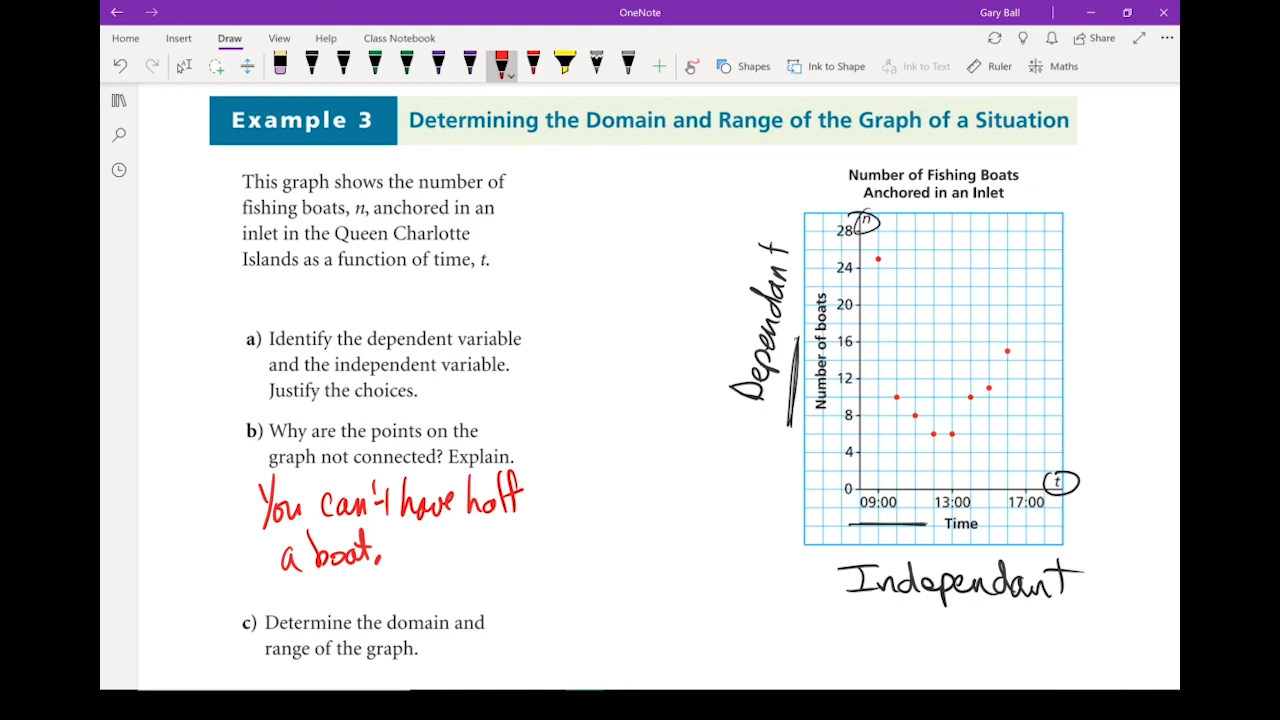 OneNote
Gary Ball
Home Insert Draw View Help Class Notebook
Share
Shapes Ink to Shape Ink to Text Ruler Maths
Example 3 Determining the Domain and Range of the Graph of a Situation
This graph shows the number of
fishing boats, n, anchored in an
inlet in the Queen Charlotte
Islands as a function of time, t.
a) Identify the dependent variable
and the independent variable.
Justify the choices.
b) Why are the points on the
graph not connected? Explain.
You can't have half
a boat.
c) Determine the domain and
range of the graph.
Number of Fishing Boats
Anchored in an Inlet
n
28
24
20
16
12
8
4
0
Number of boats
Dependant
t
09:00 13:00 17:00
Time
Independant